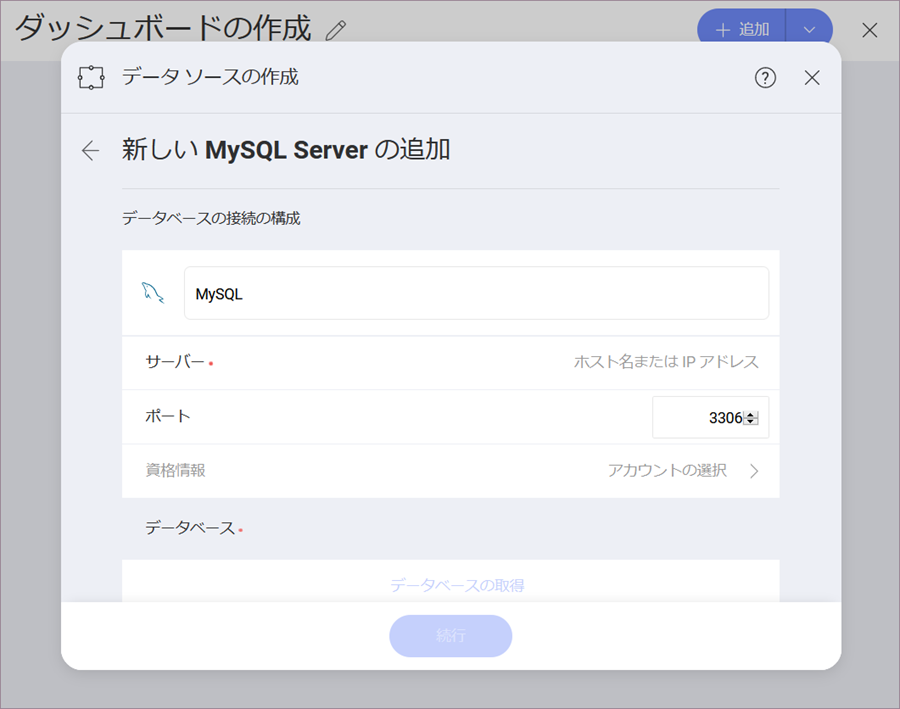 ダッシュボードの作成
追加
データ ソースの作成
新しい MySQL Server の追加
データベースの接続の構成
MySQL
サーバー*
ホスト名または IP アドレス
ポート
3306
資格情報
アカウントの選択
データベース*
データベースの取得
続行